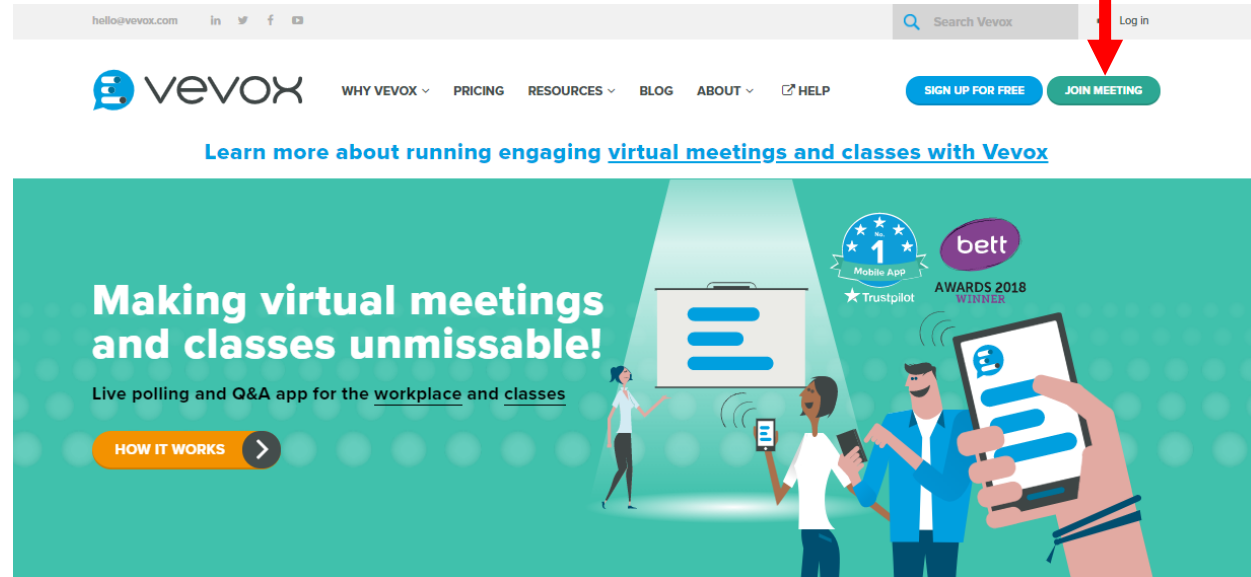 hello@vevox.com
Search Vevox
Log in
vevox
WHY VEVOX
PRICING
RESOURCES
BLOG
ABOUT
HELP
SIGN UP FOR FREE
JOIN MEETING
Learn more about running engaging virtual meetings and classes with Vevox
Making virtual meetings
and classes unmissable!
Live polling and Q&A app for the workplace and classes
HOW IT WORKS
No.
1
Mobile App
Trustpilot
bett
AWARDS 2018
WINNER